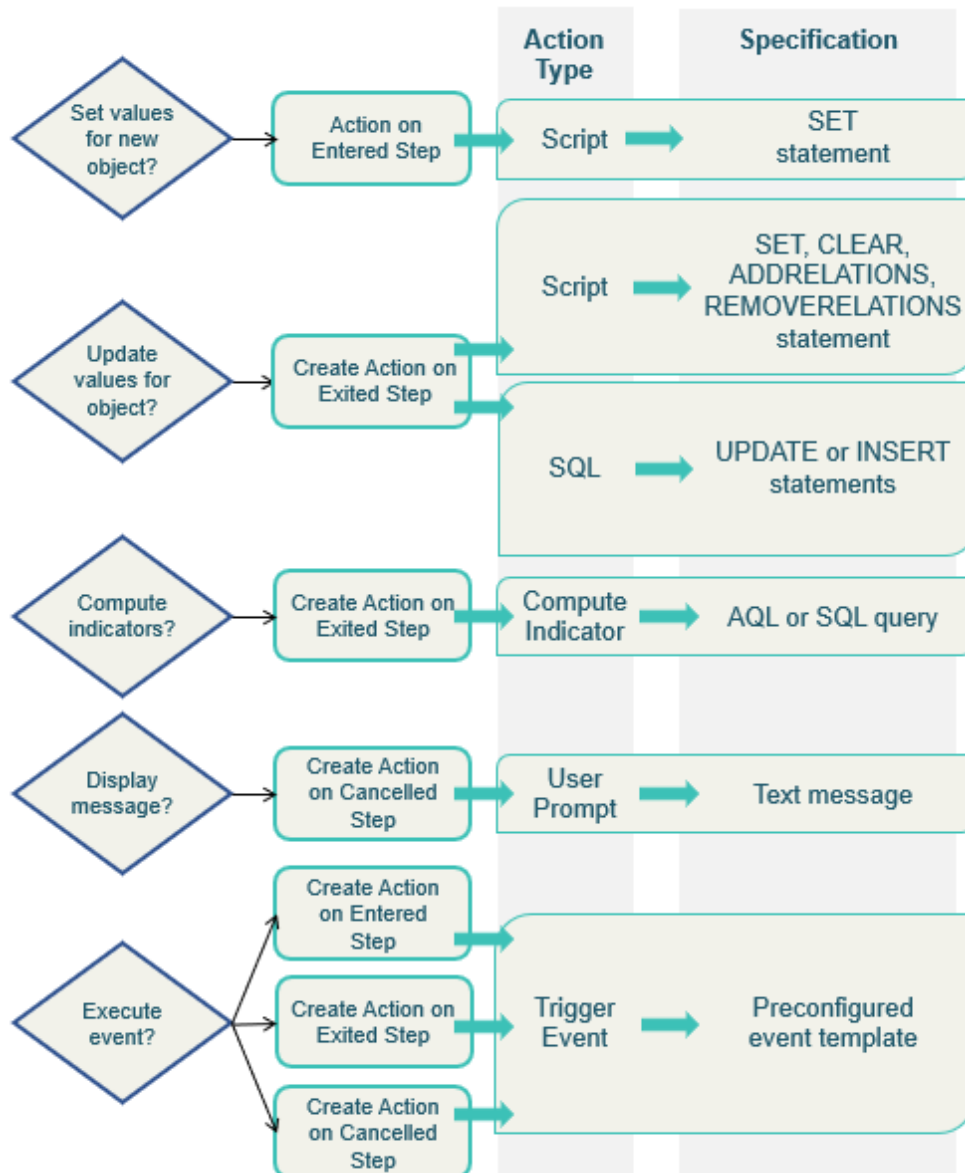 Action
Type
Specification
Set values
for new
object?
Action on
Entered Step
Script
SET
statement
Update
values for
object?
Create Action on
Exited Step
Script
SET, CLEAR,
ADDRELATIONS,
REMOVERELATIONS
statement
SQL
UPDATE or INSERT
statements
Compute
indicators?
Create Action on
Exited Step
Compute
Indicator
AQL or SQL query
Display
message?
Create Action
on Cancelled
Step
User
Prompt
Text message
Execute
event?
Create Action
on Entered
Step
Create Action on
Exited Step
Create Action
on Cancelled
Step
Trigger
Event
Preconfigured
event template